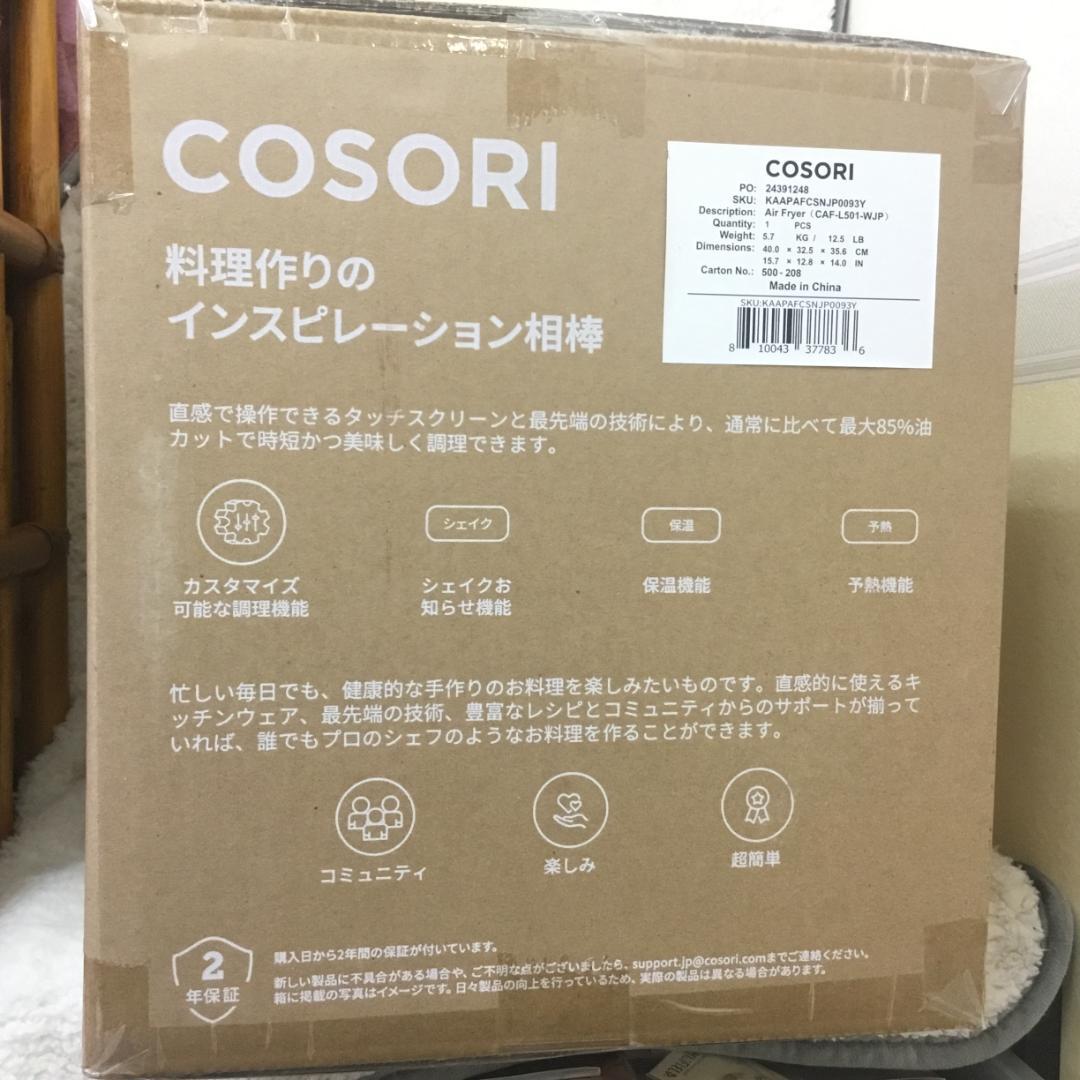 COSORI
料理作りの
インスピレーション相棒
COSORI
PO: 24391248
SKU: KAAPAFCSNJP0093Y
Description: Air Fryer（CAF-L501-WJP）
Quantity: 1 PCS
Weight: 5.7 KG / 12.5 LB
Dimensions: 40.0 × 32.5 × 35.6 CM
15.7 × 12.8 × 14.0 IN
Carton No.: 500 - 208
Made in China
SKU:KAAPAFCSNJP0093Y
8 10043 37783 6
直感で操作できるタッチスクリーンと最先端の技術により、通常に比べて最大85%油
カットで時短かつ美味しく調理できます。
シェイク
保温
予熱
カスタマイズ
可能な調理機能
シェイクお
知らせ機能
保温機能
予熱機能
忙しい毎日でも、健康的な手作りのお料理を楽しみたいものです。直感的に使えるキ
ッチンウェア、最先端の技術、豊富なレシピとコミュニティからのサポートが揃って
いれば、誰でもプロのシェフのようなお料理を作ることができます。
コミュニティ
楽しみ
超簡単
2
年保証
購入日から2年間の保証が付いています。
新しい製品に不具合がある場合や、ご不明な点がございましたら、support.jp@cosori.comまでご連絡ください。
箱に掲載の写真はイメージです。日々製品の向上を行っているため、実際の製品は異なる場合があります。